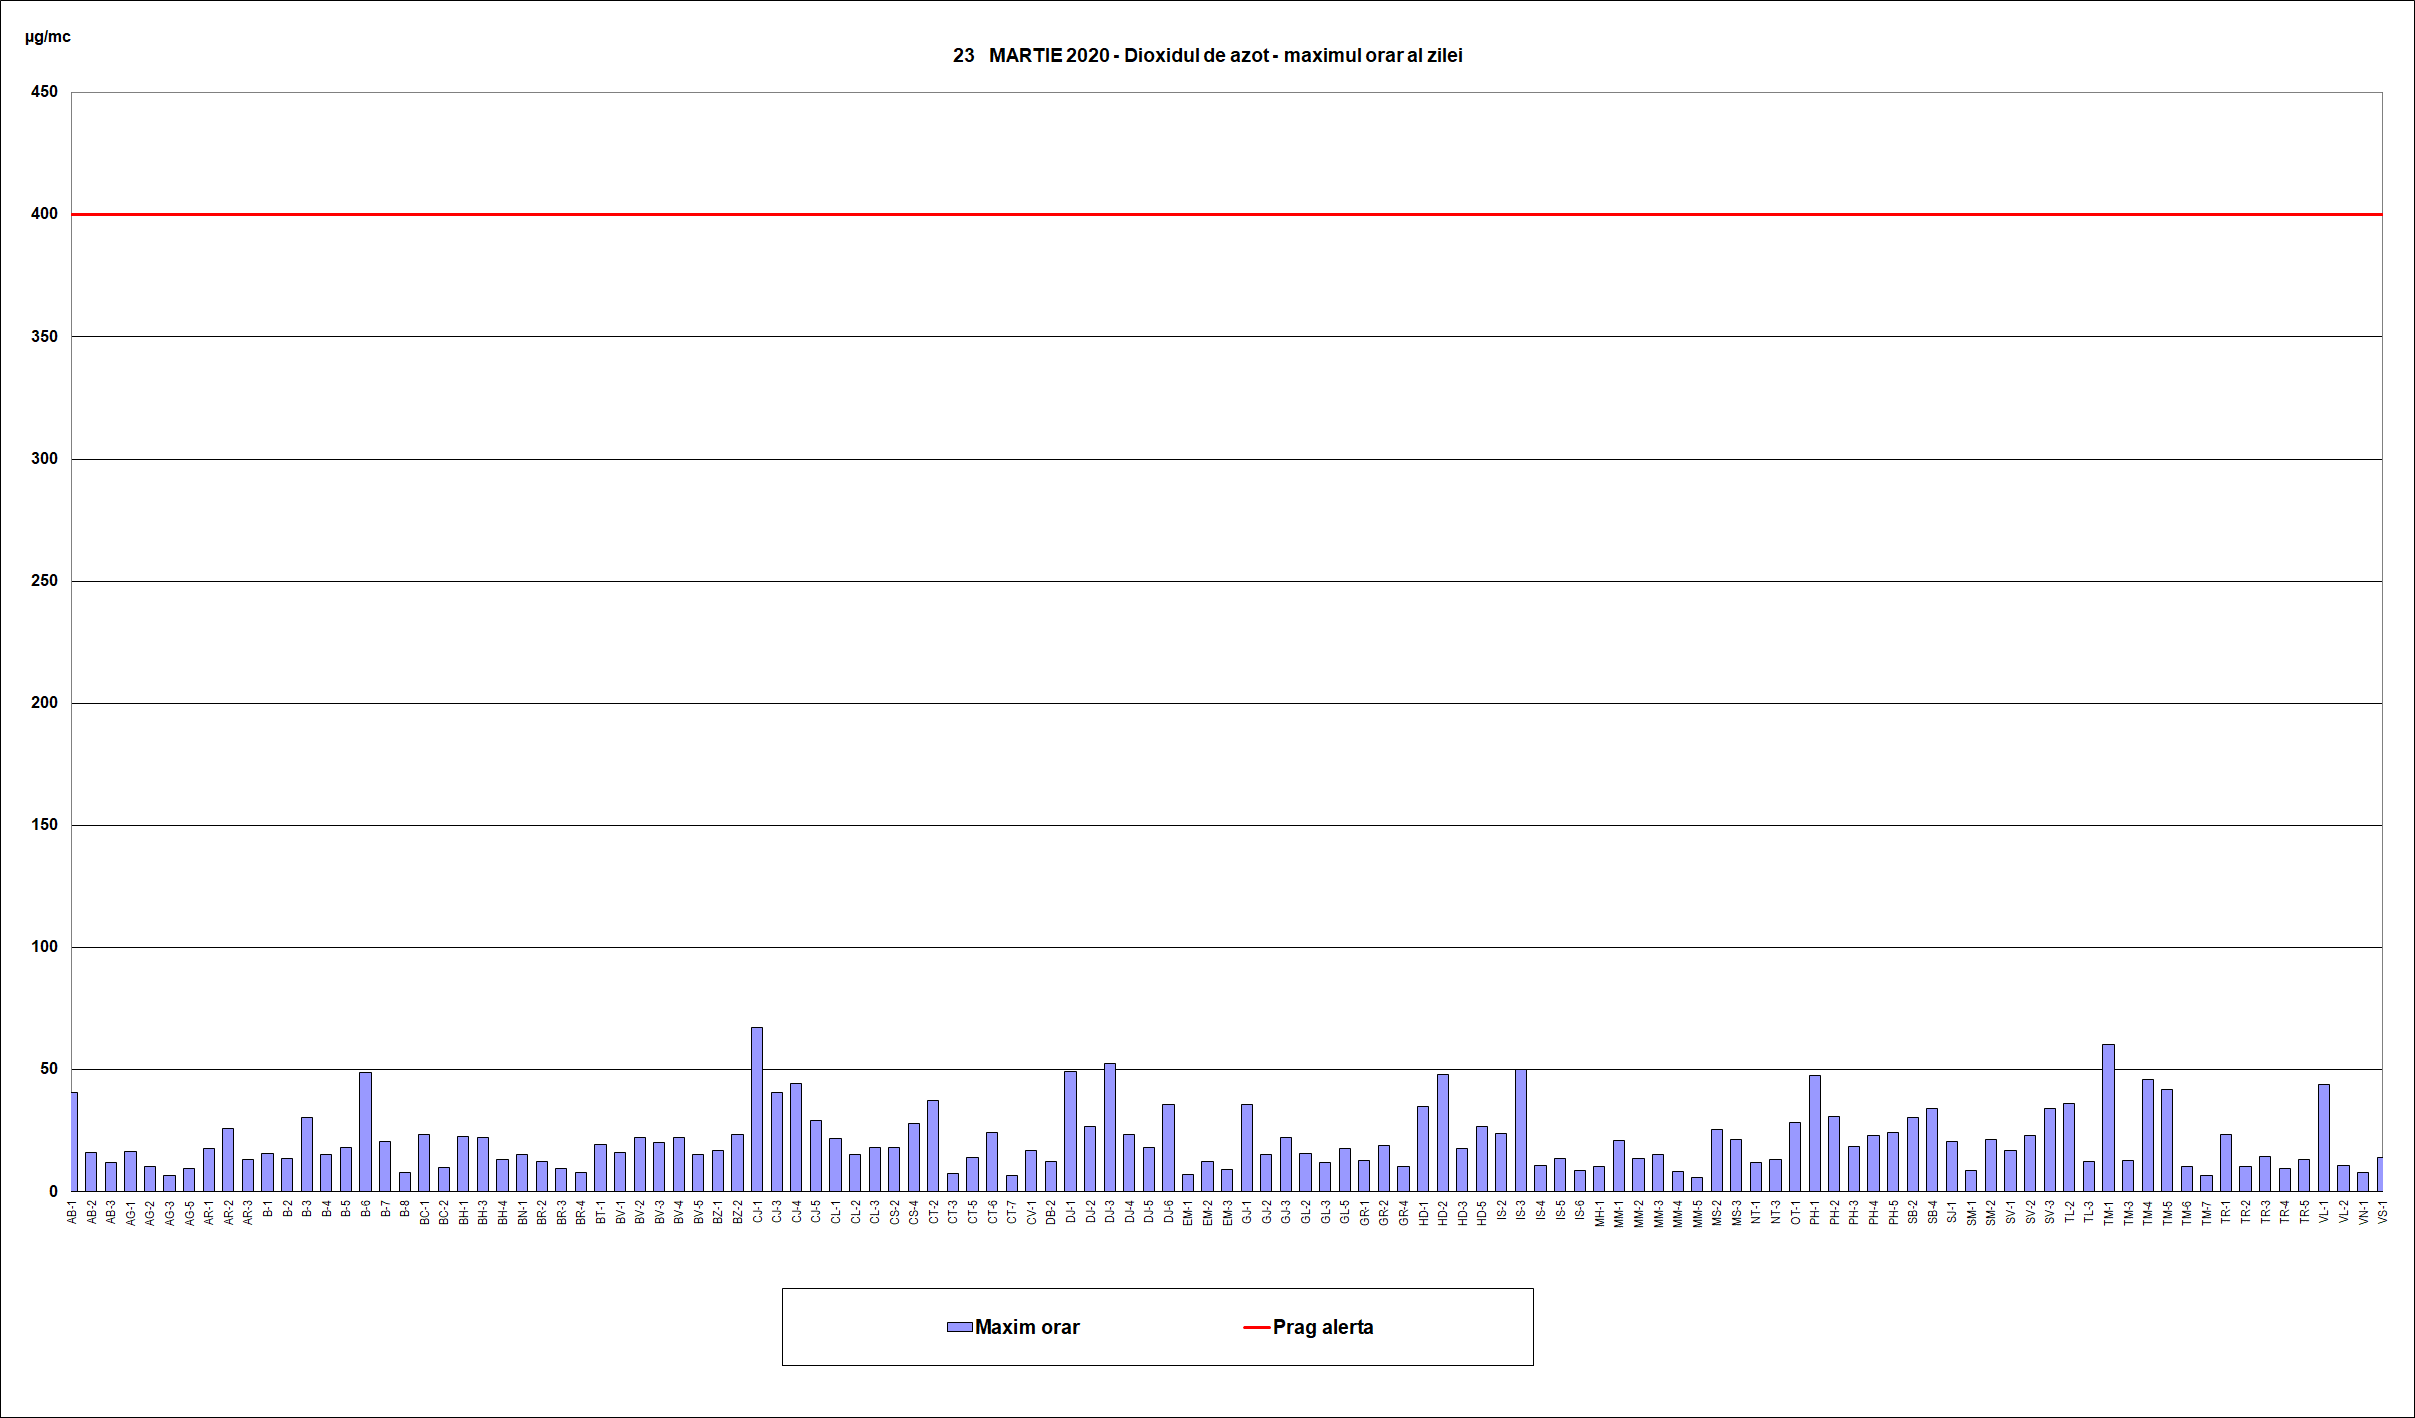 µg/mc
23 MARTIE 2020 - Dioxidul de azot - maximul orar al zilei
450
400
350
300
250
200
150
100
50
0
AB-1 AB-2 AB-3 AG-1 AG-2 AG-3 AG-5 AR-1 AR-2 AR-3 B-1 B-2 B-3 B-4 B-5 B-6 B-7 B-8 BC-1 BC-2 BH-1 BH-3 BH-4 BN-1 BR-2 BR-3 BR-4 BT-1 BV-1 BV-2 BV-3 BV-4 BV-5 BZ-1 BZ-2 CJ-1 CJ-3 CJ-4 CJ-5 CL-1 CL-2 CL-3 CS-2 CS-4 CT-2 CT-3 CT-5 CT-6 CT-7 CV-1 DB-2 DJ-1 DJ-2 DJ-3 DJ-4 DJ-5 DJ-6 EM-1 EM-2 EM-3 GJ-1 GJ-2 GJ-3 GL-2 GL-3 GL-5 GR-1 GR-2 GR-4 HD-1 HD-2 HD-3 HD-5 IS-2 IS-3 IS-4 IS-5 IS-6 MH-1 MM-1 MM-2 MM-3 MM-4 MM-5 MS-2 MS-3 NT-1 NT-3 OT-1 PH-1 PH-2 PH-3 PH-4 PH-5 SB-2 SB-4 SJ-1 SM-1 SM-2 SV-1 SV-2 SV-3 TL-2 TL-3 TM-1 TM-3 TM-4 TM-5 TM-6 TM-7 TR-1 TR-2 TR-3 TR-4 TR-5 VL-1 VL-2 VN-1 VS-1
Maxim orar Prag alerta